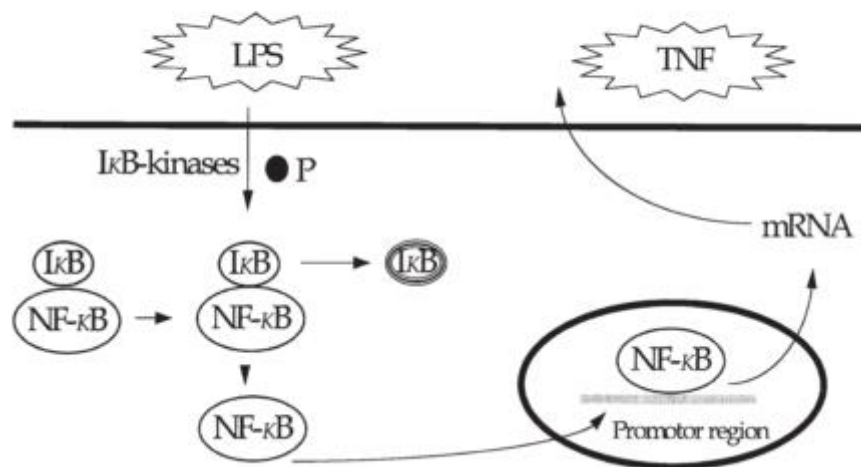 LPS
TNF
IκB-kinases
P
mRNA
IκB
IκB
IκB
NF-κB
NF-κB
NF-κB
NF-κB
Promotor region